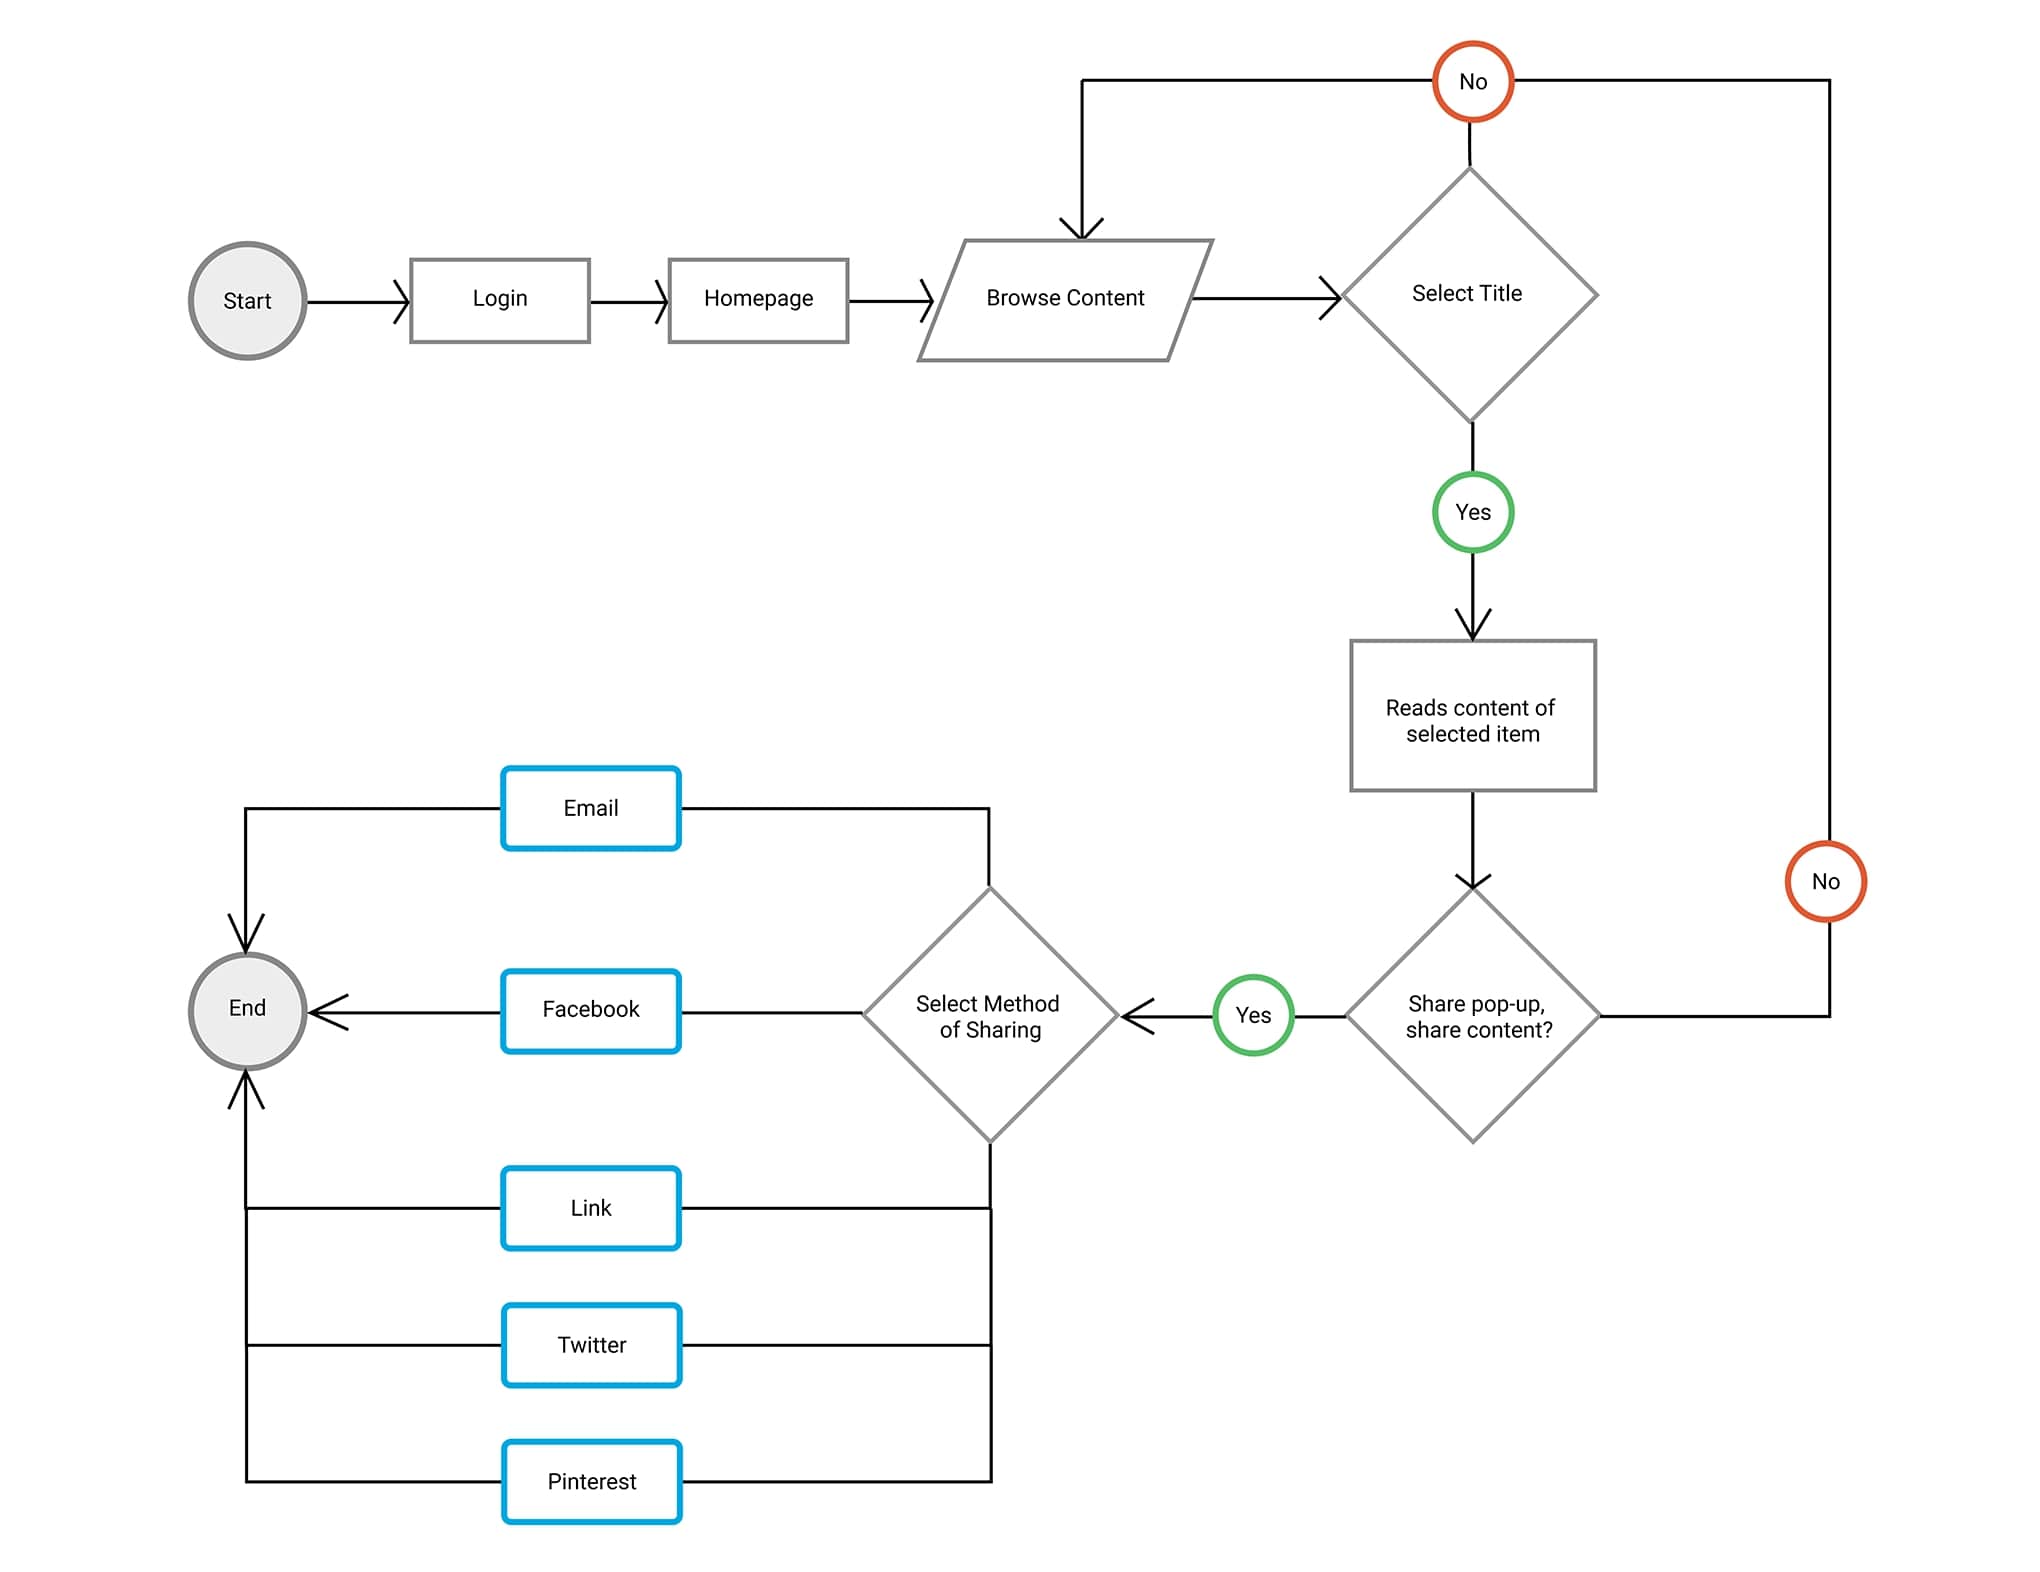 No
Start
Login
Homepage
Browse Content
Select Title
Yes
Reads content of
selected item
Email
No
End
Facebook
Select Method
of Sharing
Yes
Share pop-up,
share content?
Link
Twitter
Pinterest